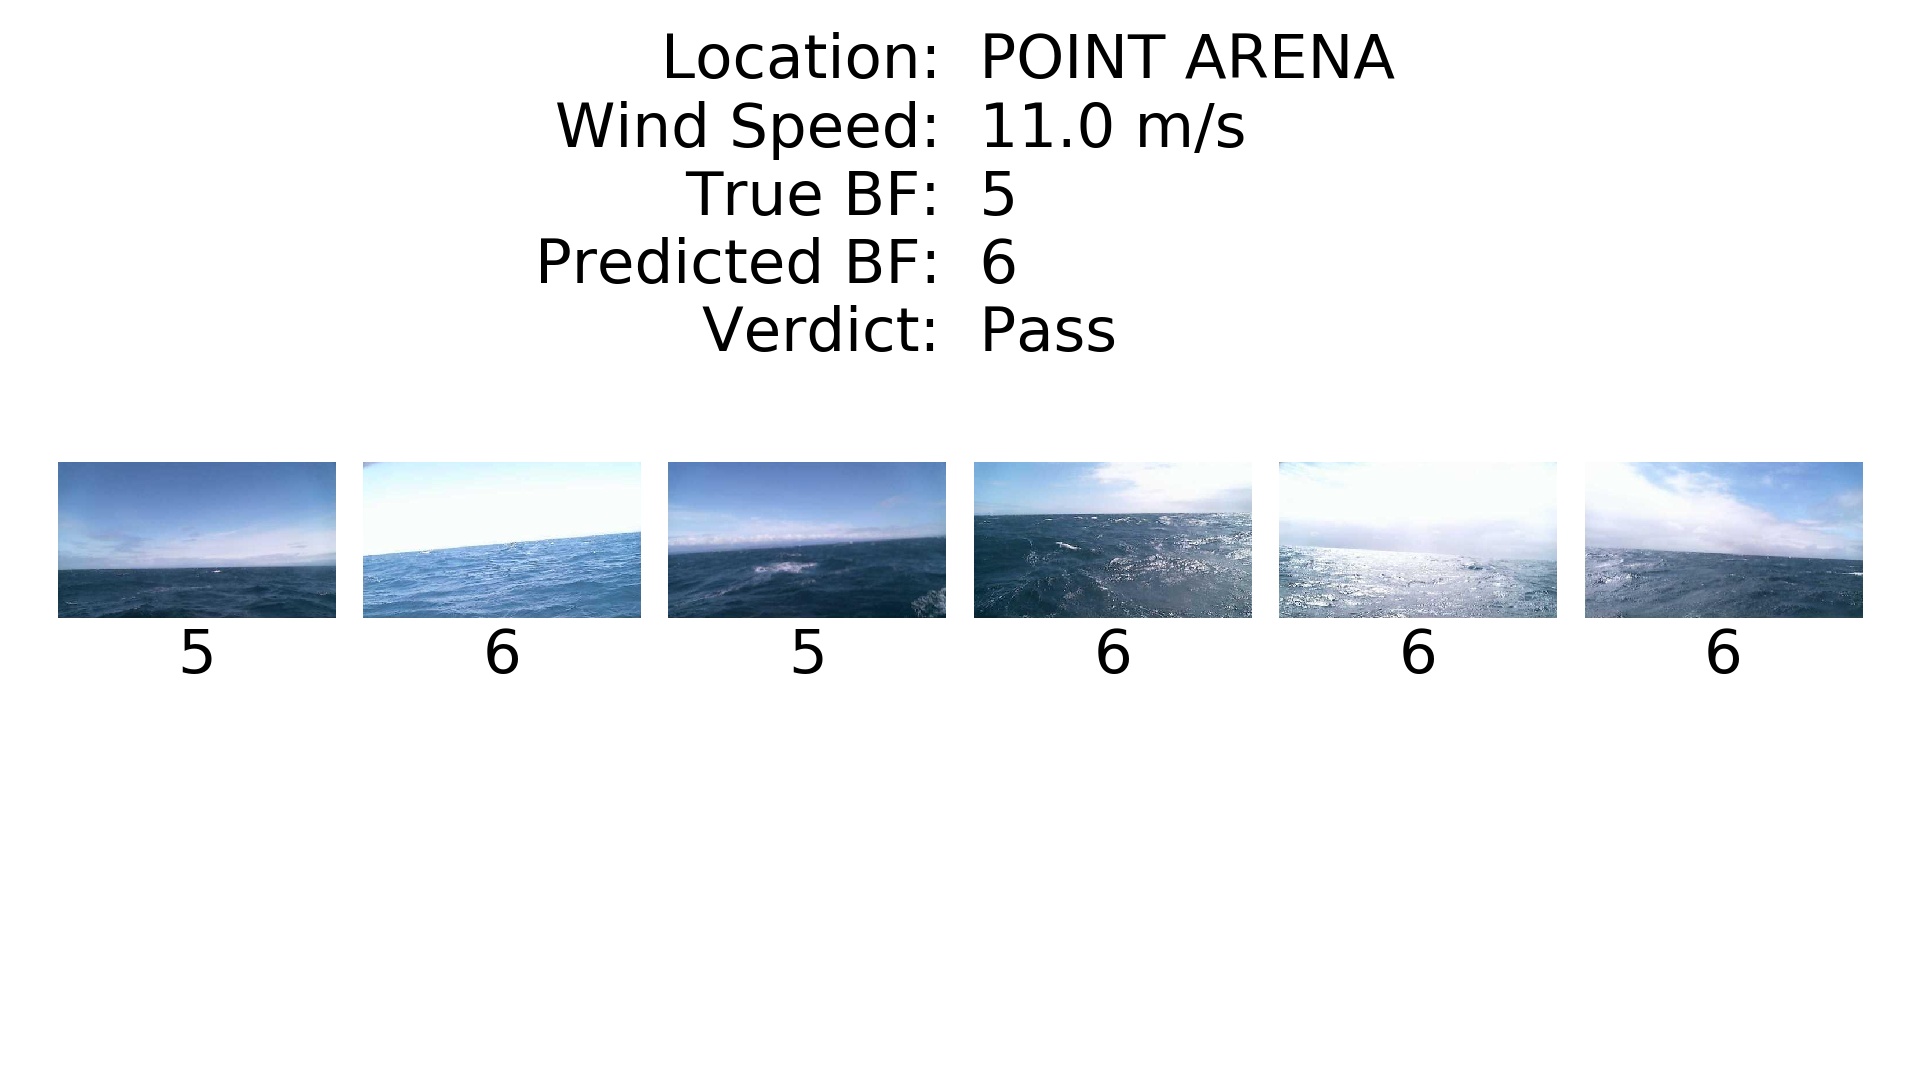 Location: POINT ARENA
Wind Speed: 11.0 m/s
True BF: 5
Predicted BF: 6
Verdict: Pass
5 6 5 6 6 6